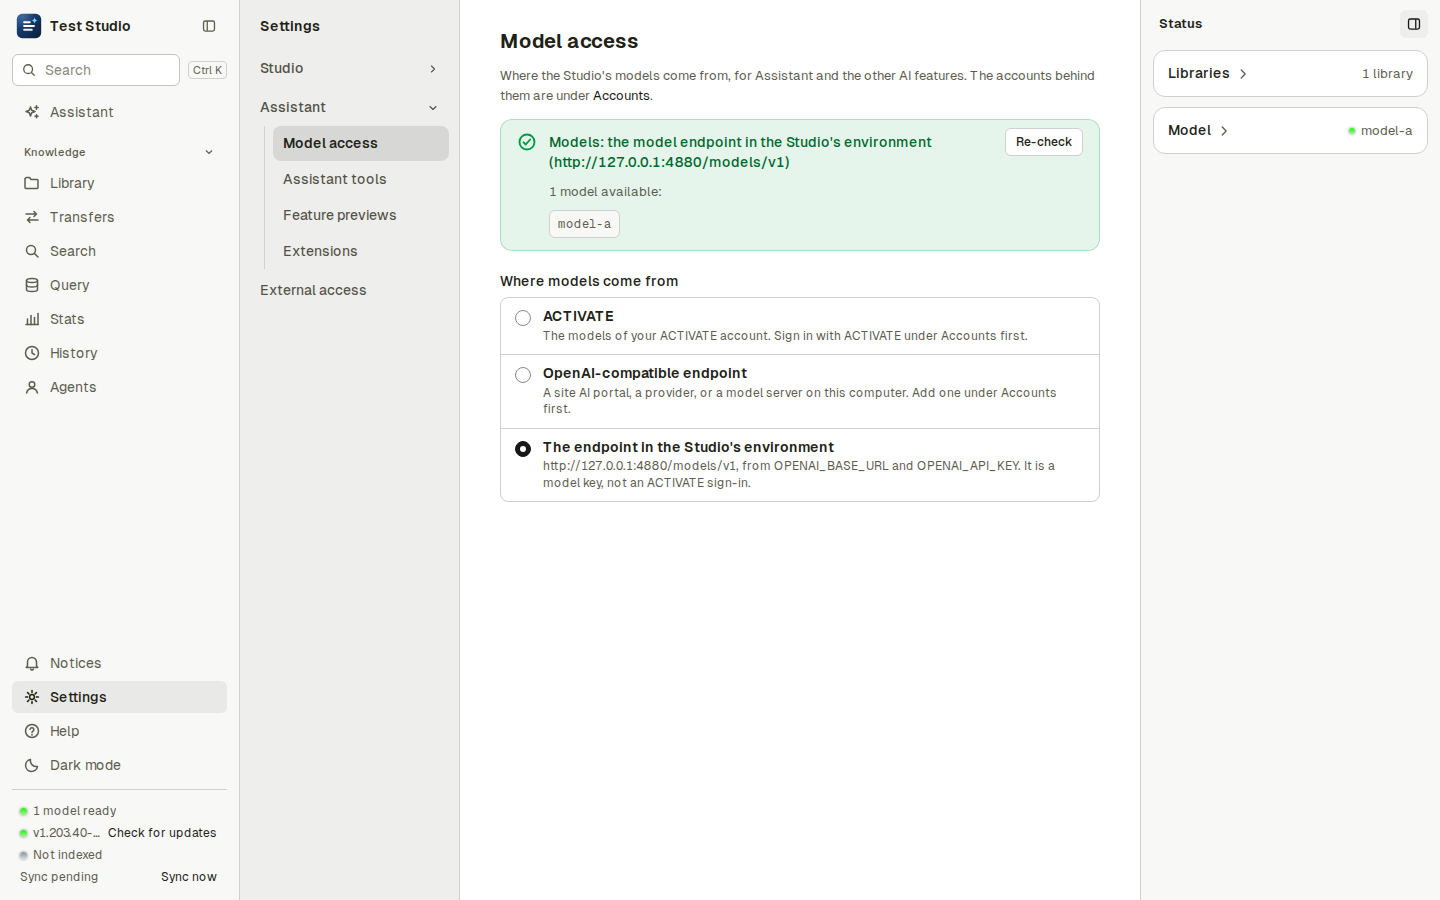 Test Studio
Search
Ctrl K
Assistant
Knowledge
Library
Transfers
Search
Query
Stats
History
Agents
Notices
Settings
Help
Dark mode
1 model ready
v1.203.40-... Check for updates
Not indexed
Sync pending Sync now
Settings
Studio
Assistant
Model access
Assistant tools
Feature previews
Extensions
External access
Model access
Where the Studio's models come from, for Assistant and the other AI features. The accounts behind
them are under Accounts.
Models: the model endpoint in the Studio's environment
(http://127.0.0.1:4880/models/v1)
Re-check
1 model available:
model-a
Where models come from
ACTIVATE
The models of your ACTIVATE account. Sign in with ACTIVATE under Accounts first.
OpenAI-compatible endpoint
A site AI portal, a provider, or a model server on this computer. Add one under Accounts
first.
The endpoint in the Studio's environment
http://127.0.0.1:4880/models/v1, from OPENAI_BASE_URL and OPENAI_API_KEY. It is a
model key, not an ACTIVATE sign-in.
Status
Libraries 1 library
Model model-a